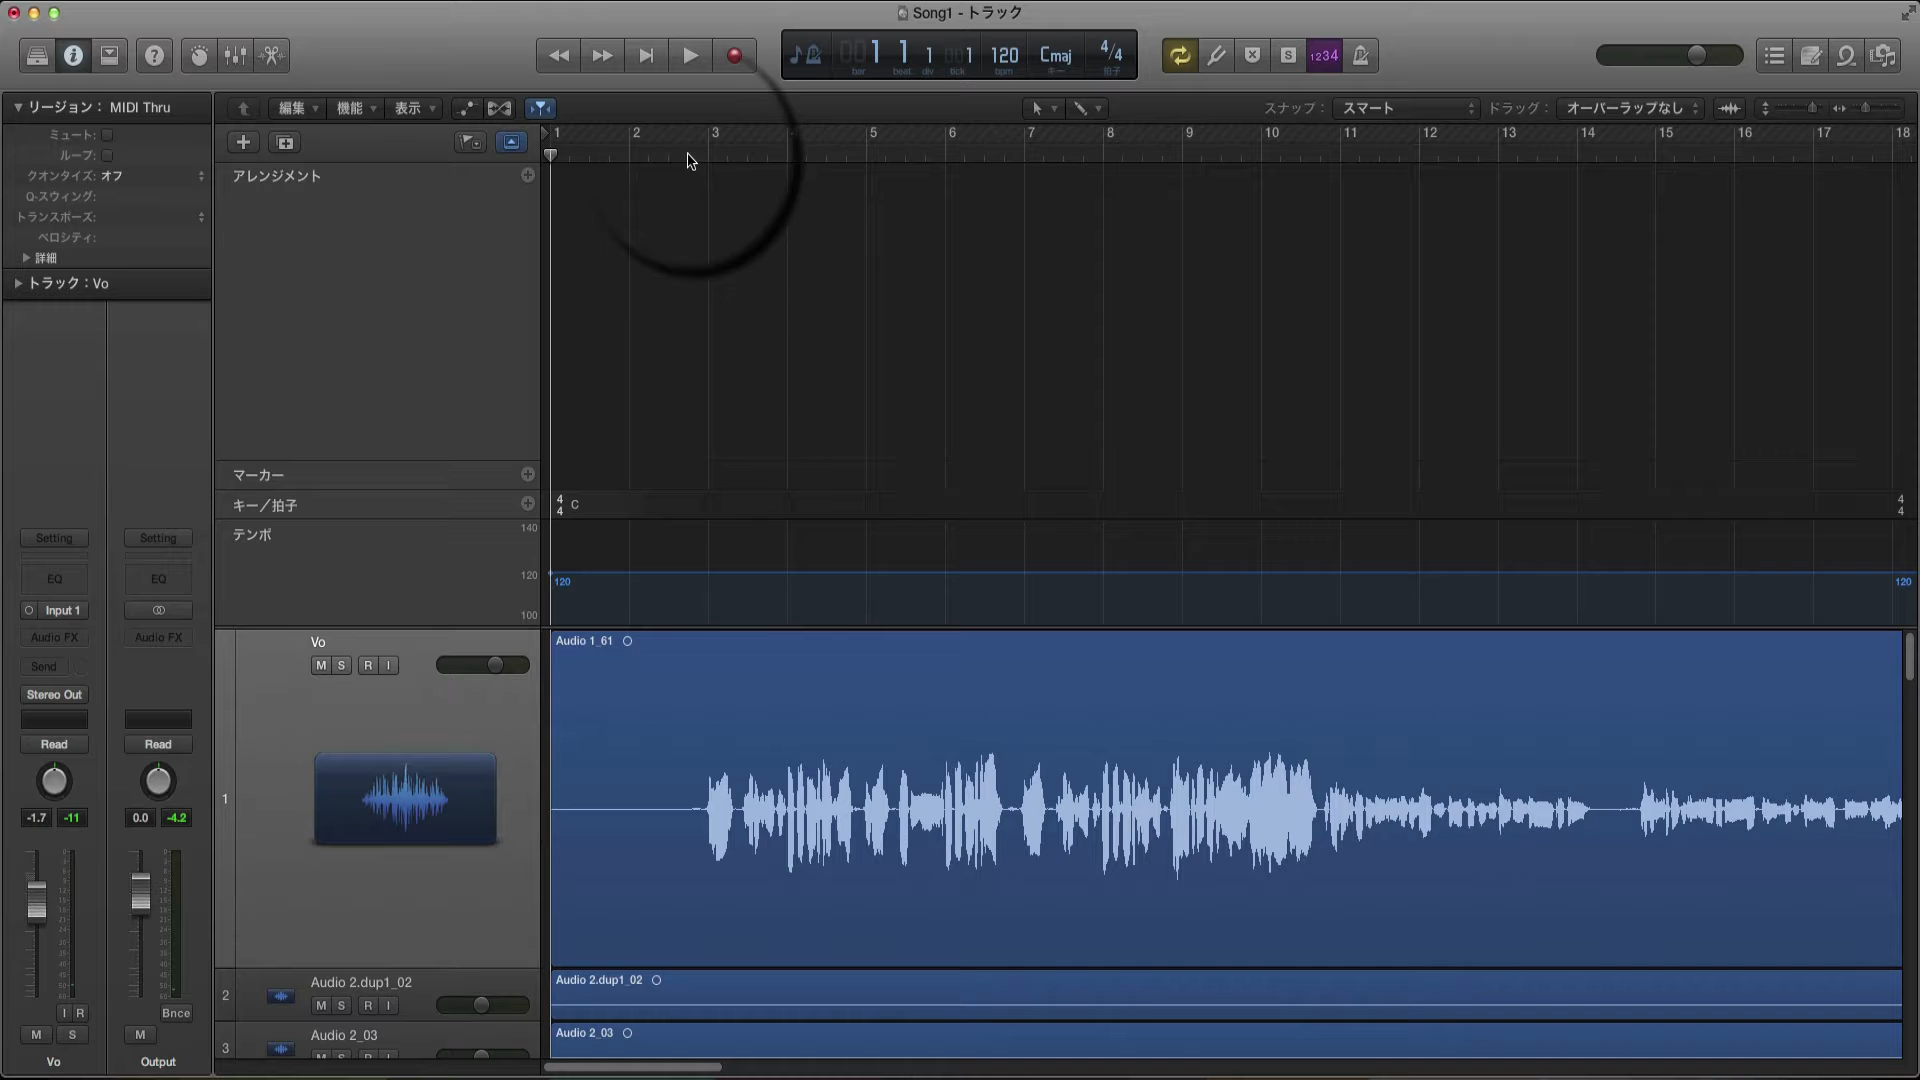 Song1 - トラック
1 1 1 1 120 Cmaj 4/4
bar beat div tick bpm キー 拍子
S 1234
リージョン： MIDI Thru
編集 機能 表示
スナップ： スマート ドラッグ： オーバーラップなし
ミュート:
ループ:
クオンタイズ: オフ
Q-スウィング:
トランスポーズ:
ベロシティ:
詳細
トラック：Vo
1 2 3 5 6 7 8 9 10 11 12 13 14 15 16 17 18
アレンジメント
マーカー
キー／拍子
4 4 C
4 4
テンポ
140
120
100
120 120
Setting Setting
EQ EQ
Input 1
Audio FX Audio FX
Send
Stereo Out
Read Read
-1.7 -11 0.0 -4.2
I R Bnce
M S M
Vo Output
1
Vo
M S R I
Audio 1_61
2
Audio 2.dup1_02
M S R I
Audio 2.dup1_02
3
Audio 2_03
M S R I
Audio 2_03